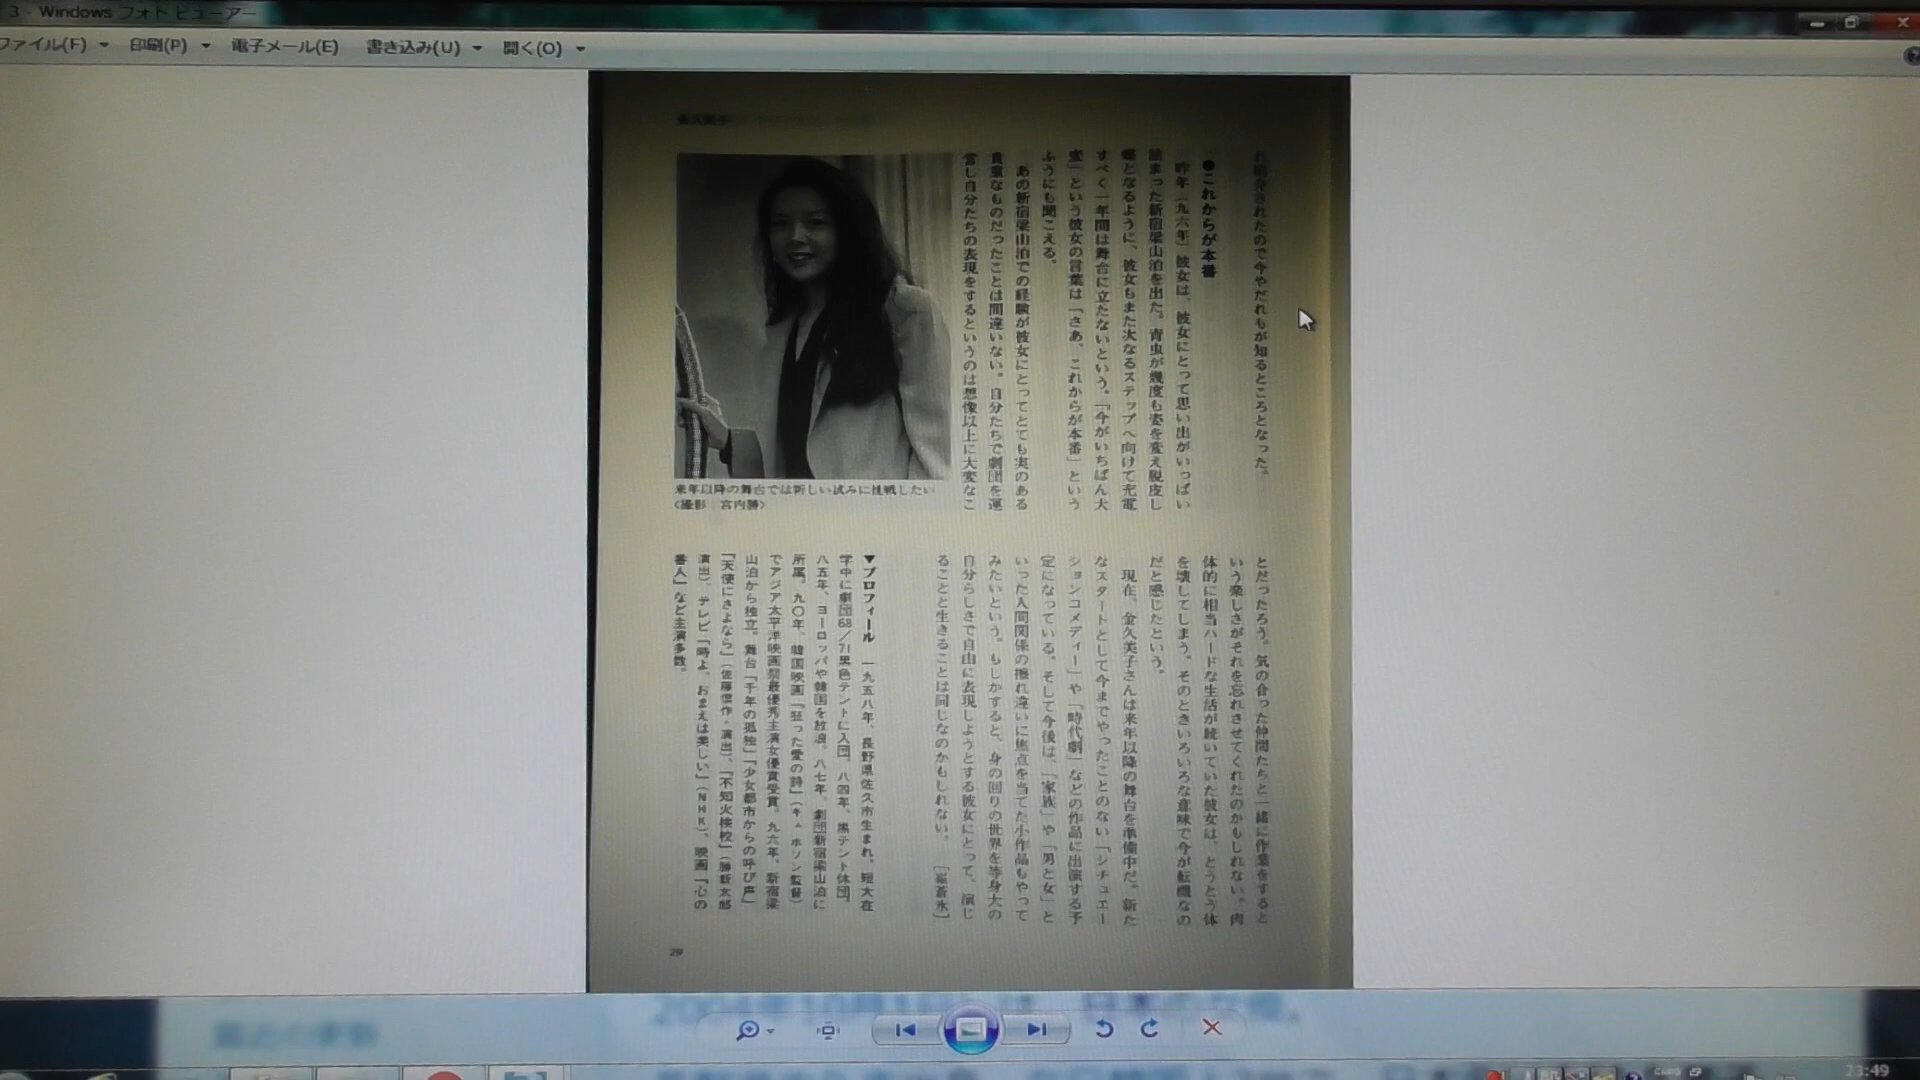 3 - Windows フォト ビューアー
ファイル(F) 印刷(P) 電子メール(E) 書き込み(U) 開く(O)
金久美子
れ紹介されたので今やだれもが知るところとなった。
●これからが本番
昨年(九六年)彼女は、彼女にとって思い出がいっぱい
詰まった新宿梁山泊を出た。青虫が幾度も姿を変え脱皮し
蝶となるように、彼女もまた次なるステップへ向けて充電
すべく一年間は舞台に立たないという。「今がいちばん大
変」という彼女の言葉は「さあ、これからが本番」という
ふうにも聞こえる。
あの新宿梁山泊での経験が彼女にとってとても実のある
貴重なものだったことは間違いない。自分たちで劇団を運
営し自分たちの表現をするというのは想像以上に大変なこ
来年以降の舞台では新しい試みに挑戦したい
〈撮影 宮内勝〉
とだったろう。気の合った仲間たちと一緒に作業をすると
いう楽しさがそれを忘れさせてくれたのかもしれない。肉
体的に相当ハードな生活が続いていた彼女は、とうとう体
を壊してしまう。そのときいろいろな意味で今が転機なの
だと感じたという。
現在、金久美子さんは来年以降の舞台を準備中だ。新た
なスタートとして今までやったことのない「シチュエー
ションコメディー」や「時代劇」などの作品に出演する予
定になっている。そして今後は、「家族」や「男と女」と
いった人間関係の擦れ違いに焦点を当てた小作品もやって
みたいという。もしかすると、身の回りの世界を等身大の
自分らしさで自由に表現しようとする彼女にとって、演じ
ることと生きることは同じなのかもしれない。
▼プロフィール 一九五八年、長野県佐久市生まれ。短大在
学中に劇団68/71黒色テントに入団。八四年、黒テント休団。
八五年、ヨーロッパや韓国を放浪。八七年、劇団新宿梁山泊に
所属。九〇年、韓国映画「狂った愛の詩」(キム・ホソン監督)
でアジア太平洋映画祭最優秀主演女優賞受賞。九六年、新宿梁
山泊から独立。舞台「千年の孤独」「少女都市からの呼び声」
「天使にさよなら」(佐藤信作・演出)、「不知火検校」(勝新太郎
演出)、テレビ「時よ、おまえは美しい」(NHK)、映画「心の
番人」など主演多数。
29
最近の更新
23:49